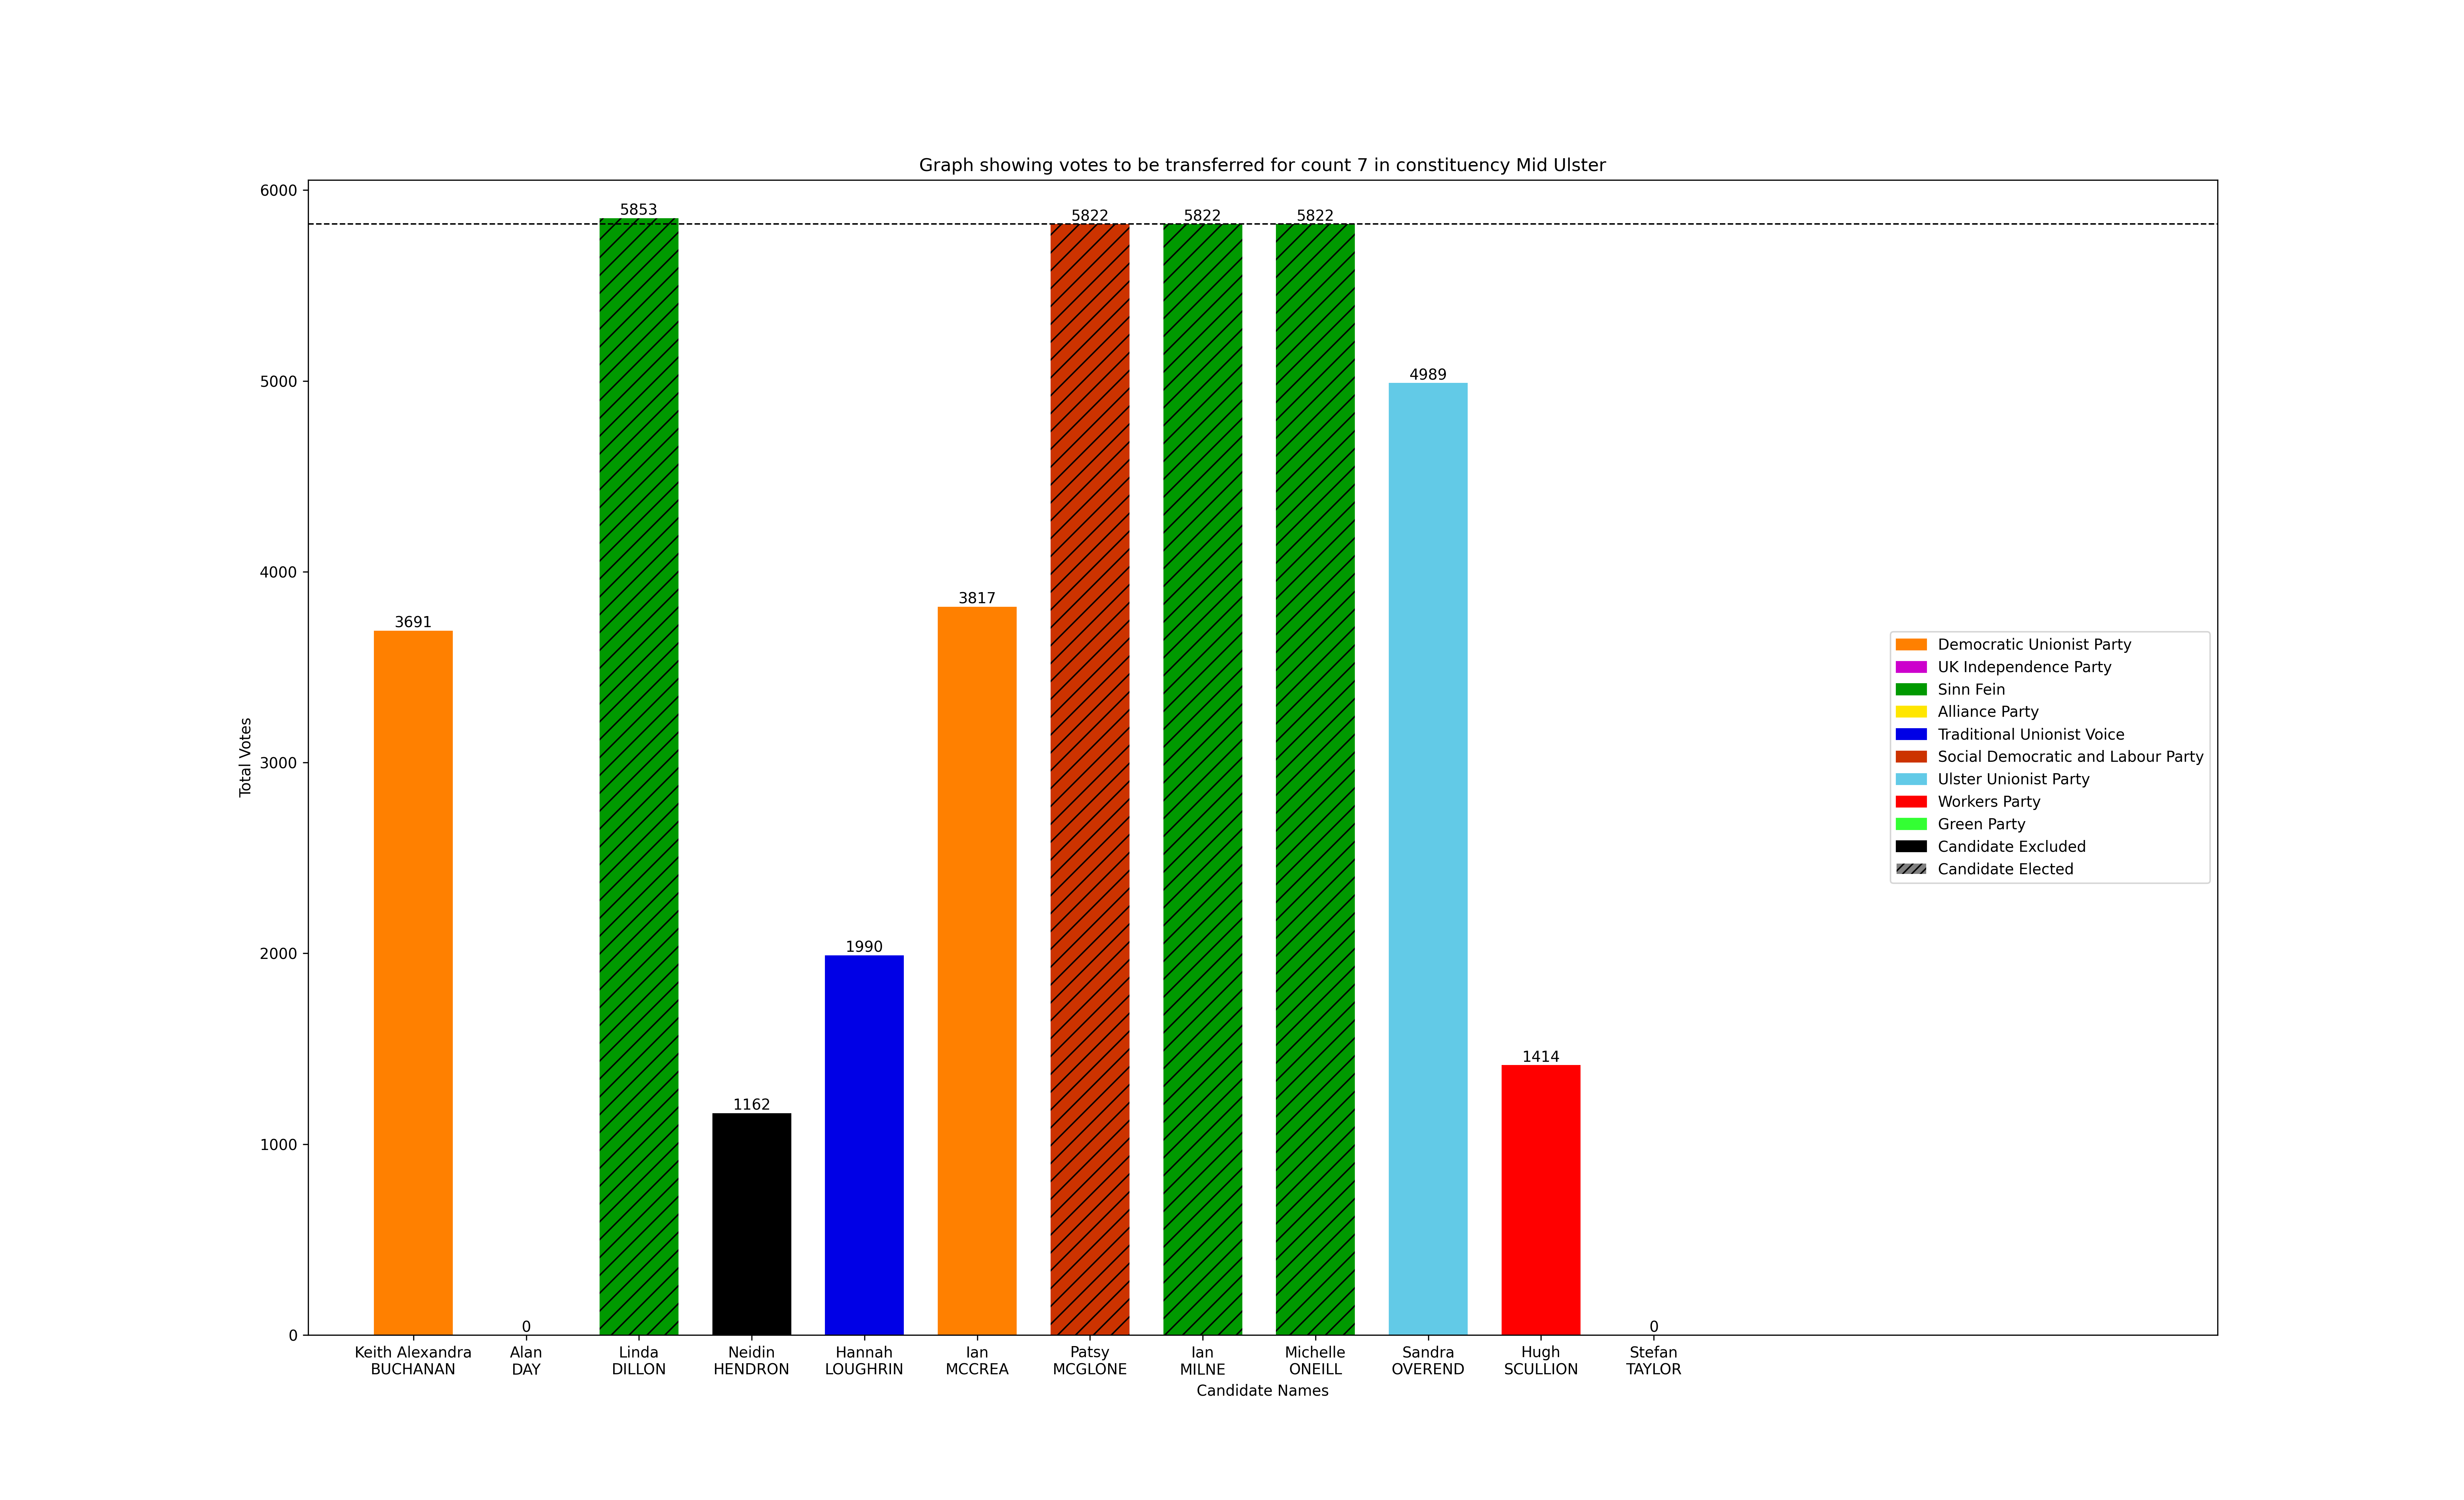 Graph showing votes to be transferred for count 7 in constituency Mid Ulster
Total Votes
6000
5000
4000
3000
2000
1000
0
3691
0
5853
1162
1990
3817
5822
5822
5822
4989
1414
0
Keith Alexandra
BUCHANAN
Alan
DAY
Linda
DILLON
Neidin
HENDRON
Hannah
LOUGHRIN
Ian
MCCREA
Patsy
MCGLONE
Ian
MILNE
Michelle
ONEILL
Sandra
OVEREND
Hugh
SCULLION
Stefan
TAYLOR
Candidate Names
Democratic Unionist Party
UK Independence Party
Sinn Fein
Alliance Party
Traditional Unionist Voice
Social Democratic and Labour Party
Ulster Unionist Party
Workers Party
Green Party
Candidate Excluded
Candidate Elected